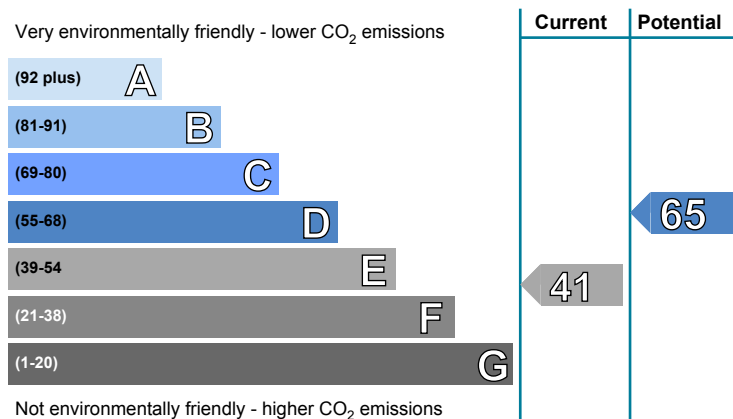 Current Potential
Very environmentally friendly - lower CO₂ emissions
(92 plus) A
(81-91) B
(69-80) C
(55-68) D
65
(39-54 E
41
(21-38) F
(1-20) G
Not environmentally friendly - higher CO₂ emissions